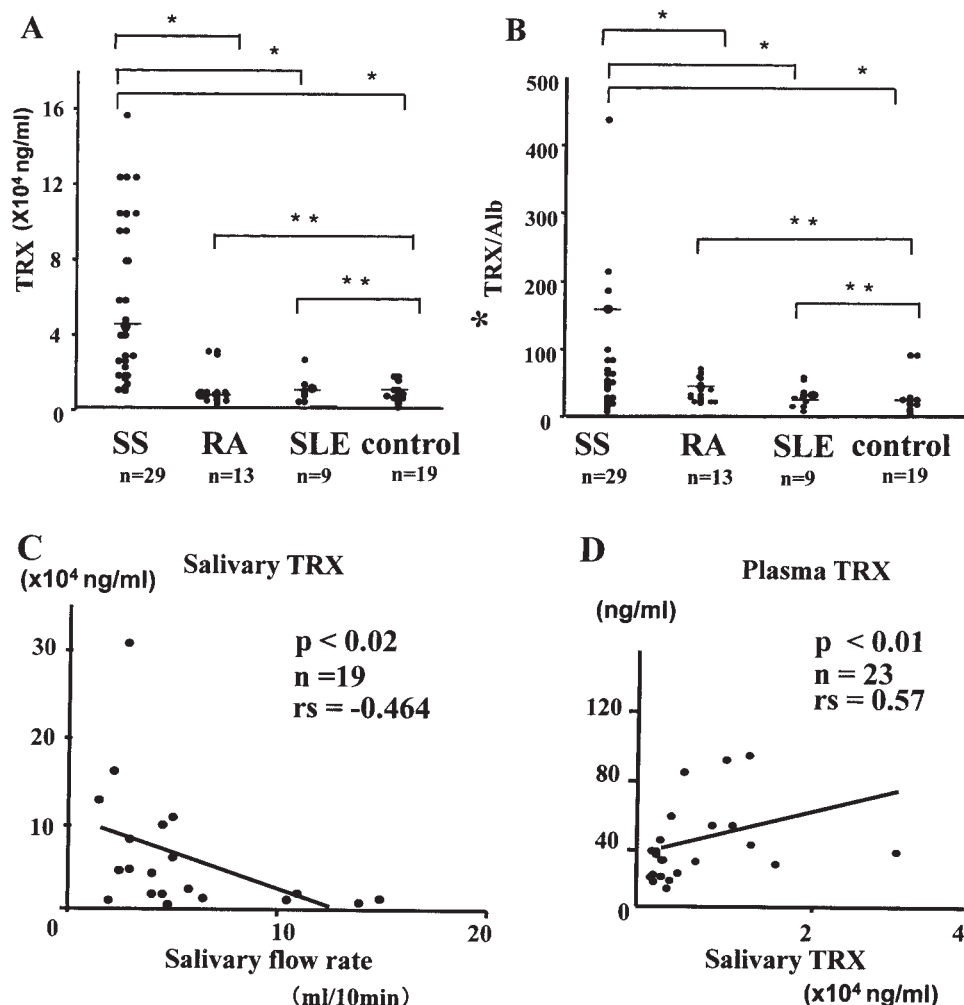 A
*
*
*
16
12
8
4
0
TRX (X10⁴ ng/ml)
* *
* *
SS RA SLE control
n=29 n=13 n=9 n=19
B
*
*
*
500
400
300
200
100
0
* TRX/Alb
* *
* *
SS RA SLE control
n=29 n=13 n=9 n=19
C
Salivary TRX
(x10⁴ ng/ml)
p < 0.02
n =19
rs = -0.464
30
20
10
0
0 10 20
Salivary flow rate
(ml/10min)
D
Plasma TRX
(ng/ml)
p < 0.01
n = 23
rs = 0.57
120
80
40
0
2 4
Salivary TRX
(x10⁴ ng/ml)